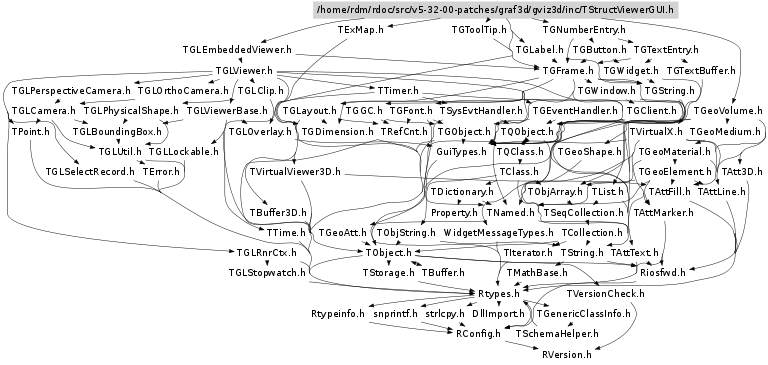 /home/rdm/rdoc/src/v5-32-00-patches/graf3d/gviz3d/inc/TStructViewerGUI.h
TExMap.h TGToolTip.h TGNumberEntry.h
TGLEmbeddedViewer.h TGLabel.h TGButton.h TGTextEntry.h
TGLViewer.h TGFrame.h TGWidget.h TGTextBuffer.h
TGLPerspectiveCamera.h TGLOrthoCamera.h TGLClip.h TTimer.h TGWindow.h TGString.h
TGLCamera.h TGLPhysicalShape.h TGLViewerBase.h TGLayout.h TGGC.h TGFont.h TSysEvtHandler.h TGEventHandler.h TGClient.h TGeoVolume.h
TPoint.h TGLBoundingBox.h TGLOverlay.h TGDimension.h TRefCnt.h TGObject.h TQObject.h TVirtualX.h TGeoMedium.h
TGLUtil.h TGLLockable.h GuiTypes.h TQClass.h TGeoShape.h TGeoMaterial.h
TGLSelectRecord.h TError.h TVirtualViewer3D.h TClass.h TGeoElement.h TAtt3D.h
TDictionary.h TObjArray.h TList.h TAttFill.h TAttLine.h
TBuffer3D.h Property.h TNamed.h TSeqCollection.h TAttMarker.h
TTime.h TGeoAtt.h TObjString.h WidgetMessageTypes.h TCollection.h
TGLRnrCtx.h TObject.h TIterator.h TString.h TAttText.h
TGLStopwatch.h TStorage.h TBuffer.h TMathBase.h Riosfwd.h
Rtypes.h TVersionCheck.h
Rtypeinfo.h snprintf.h strlcpy.h DllImport.h TGenericClassInfo.h
RConfig.h TSchemaHelper.h
RVersion.h